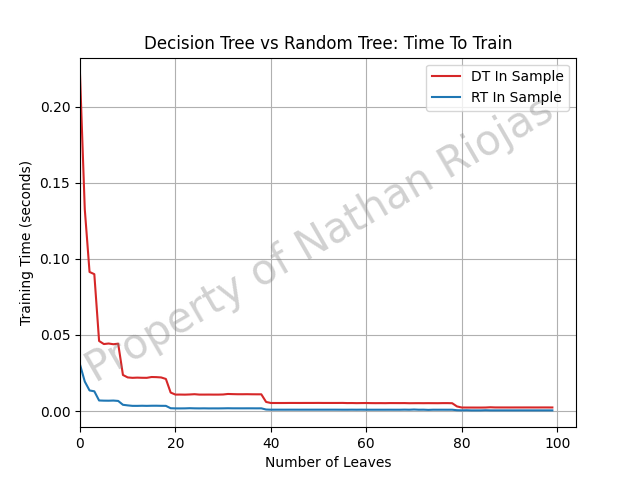 Decision Tree vs Random Tree: Time To Train
DT In Sample
RT In Sample
0.20
0.15
0.10
0.05
0.00
Training Time (seconds)
Property of Nathan Riojas
0 20 40 60 80 100
Number of Leaves